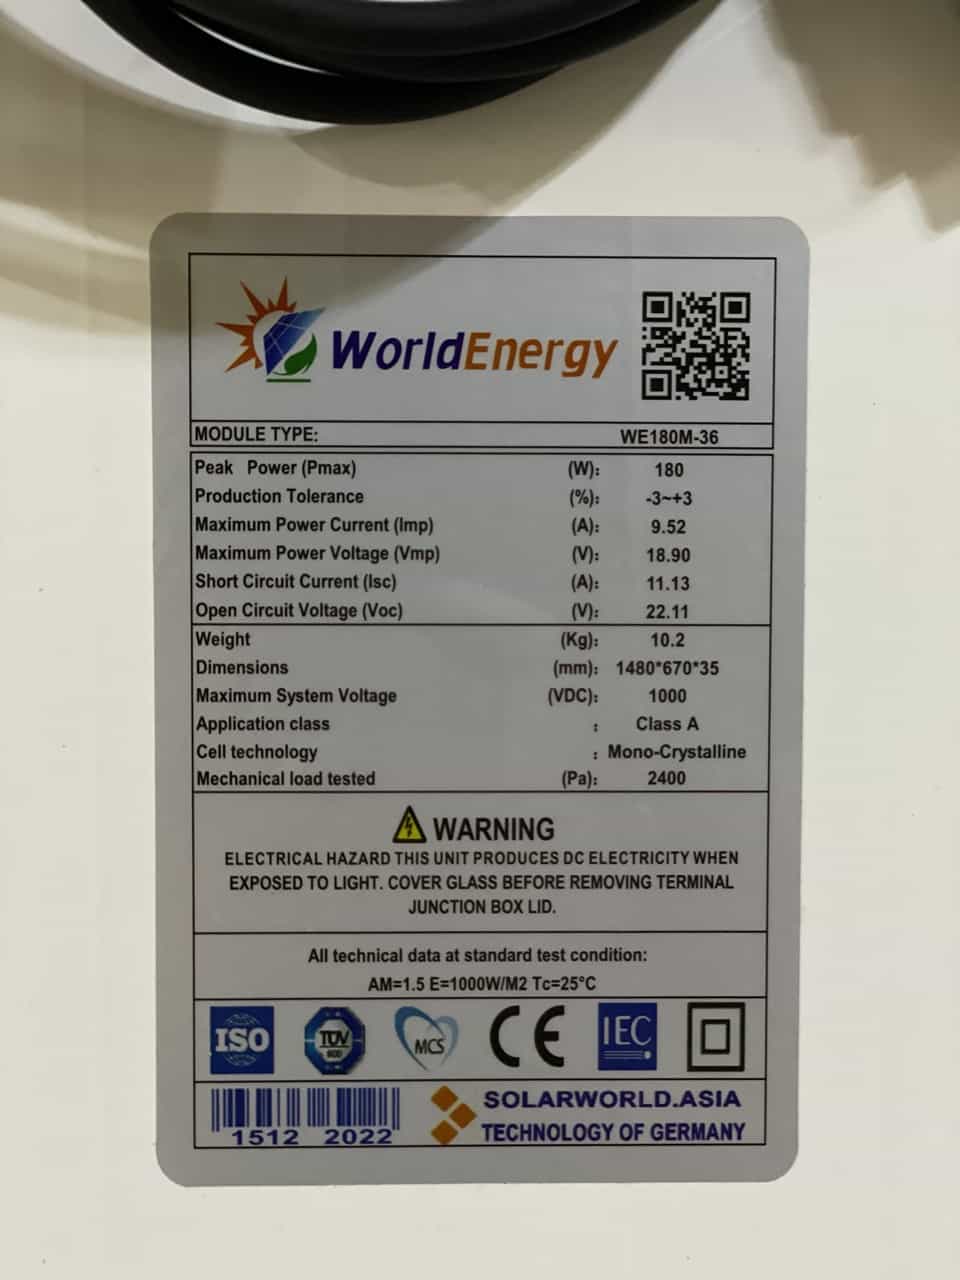 WorldEnergy
MODULE TYPE: WE180M-36
Peak Power (Pmax) (W): 180
Production Tolerance (%): -3~+3
Maximum Power Current (Imp) (A): 9.52
Maximum Power Voltage (Vmp) (V): 18.90
Short Circuit Current (Isc) (A): 11.13
Open Circuit Voltage (Voc) (V): 22.11
Weight (Kg): 10.2
Dimensions (mm): 1480*670*35
Maximum System Voltage (VDC): 1000
Application class : Class A
Cell technology : Mono-Crystalline
Mechanical load tested (Pa): 2400
WARNING
ELECTRICAL HAZARD THIS UNIT PRODUCES DC ELECTRICITY WHEN
EXPOSED TO LIGHT. COVER GLASS BEFORE REMOVING TERMINAL
JUNCTION BOX LID.
All technical data at standard test condition:
AM=1.5 E=1000W/M2 Tc=25°C
ISO TÜV MCS CE IEC
SOLARWORLD.ASIA
1512 2022 TECHNOLOGY OF GERMANY